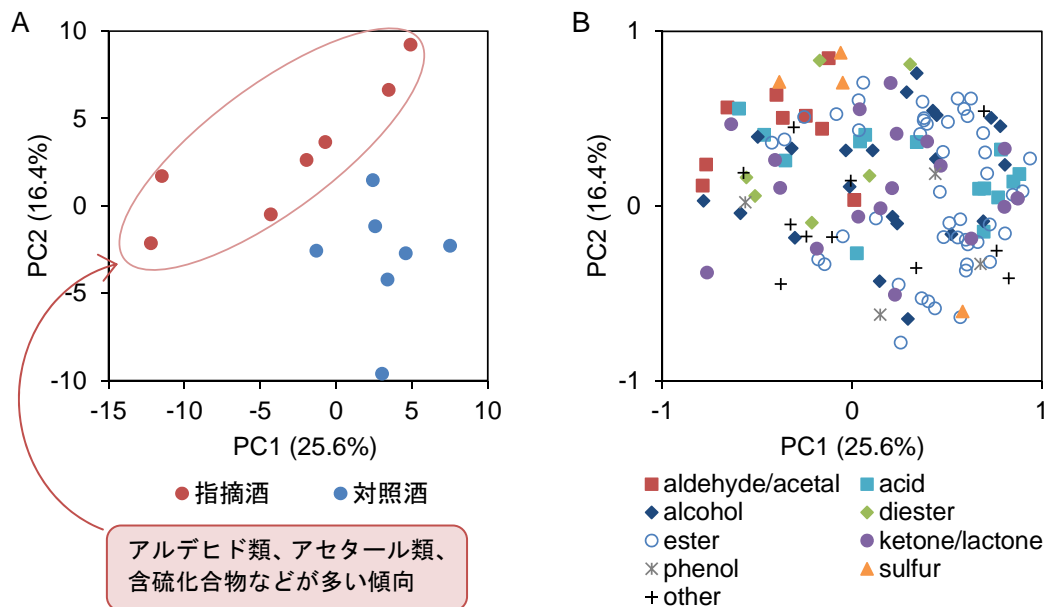 A
10
5
0
-5
-10
PC2 (16.4%)
-15
-10
-5
0
5
10
PC1 (25.6%)
指摘酒
対照酒
アルデヒド類、アセタール類、
含硫化合物などが多い傾向
B
1
0
-1
PC2 (16.4%)
-1
0
1
PC1 (25.6%)
aldehyde/acetal
acid
alcohol
diester
ester
ketone/lactone
phenol
sulfur
other